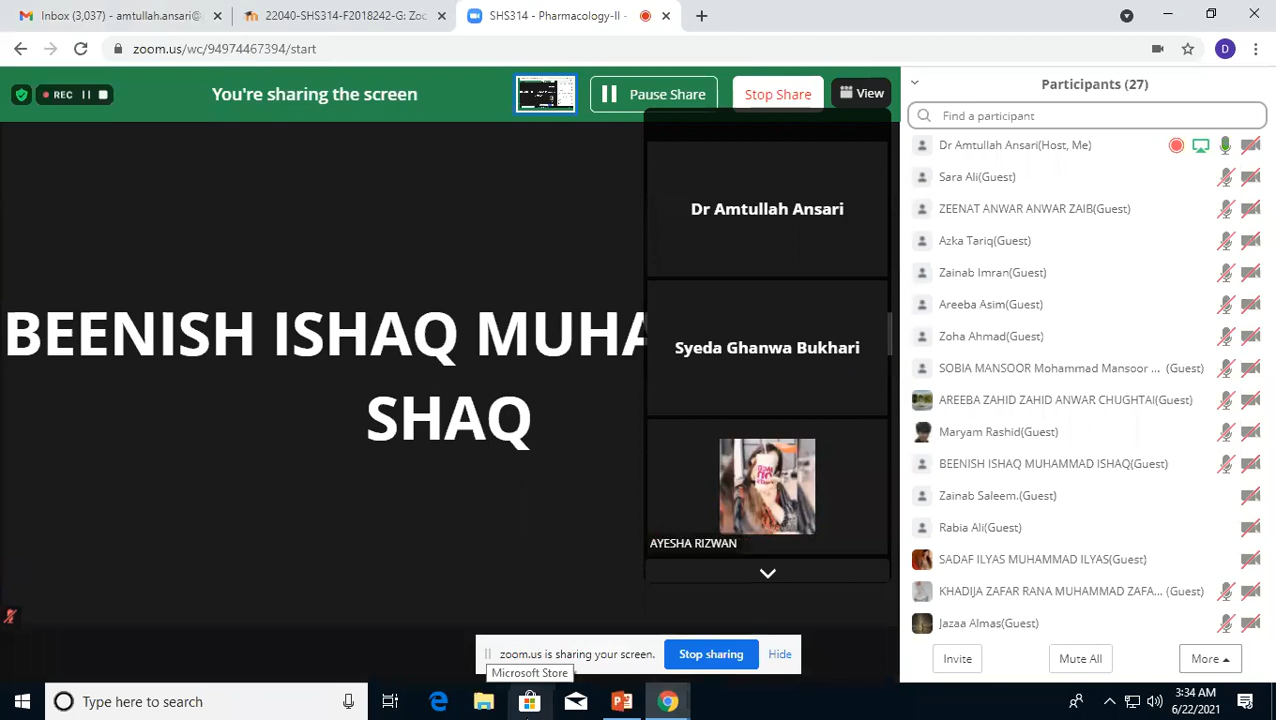 Inbox (3,037) - amtullah.ansari@
22040-SHS314-F2018242-G: Zoo
SHS314 - Pharmacology-II -
zoom.us/wc/94974467394/start
D
REC
You're sharing the screen
Pause Share
Stop Share
View
Participants (27)
Find a participant
BEENISH ISHAQ MUHA
SHAQ
Dr Amtullah Ansari
Syeda Ghanwa Bukhari
AYESHA RIZWAN
Dr Amtullah Ansari(Host, Me)
Sara Ali(Guest)
ZEENAT ANWAR ANWAR ZAIB(Guest)
Azka Tariq(Guest)
Zainab Imran(Guest)
Areeba Asim(Guest)
Zoha Ahmad(Guest)
SOBIA MANSOOR Mohammad Mansoor ... (Guest)
AREEBA ZAHID ZAHID ANWAR CHUGHTAI(Guest)
Maryam Rashid(Guest)
BEENISH ISHAQ MUHAMMAD ISHAQ(Guest)
Zainab Saleem.(Guest)
Rabia Ali(Guest)
SADAF ILYAS MUHAMMAD ILYAS(Guest)
KHADIJA ZAFAR RANA MUHAMMAD ZAFA... (Guest)
Jazaa Almas(Guest)
Invite
Mute All
More
zoom.us is sharing your screen.
Stop sharing
Hide
Microsoft Store
Type here to search
3:34 AM
6/22/2021